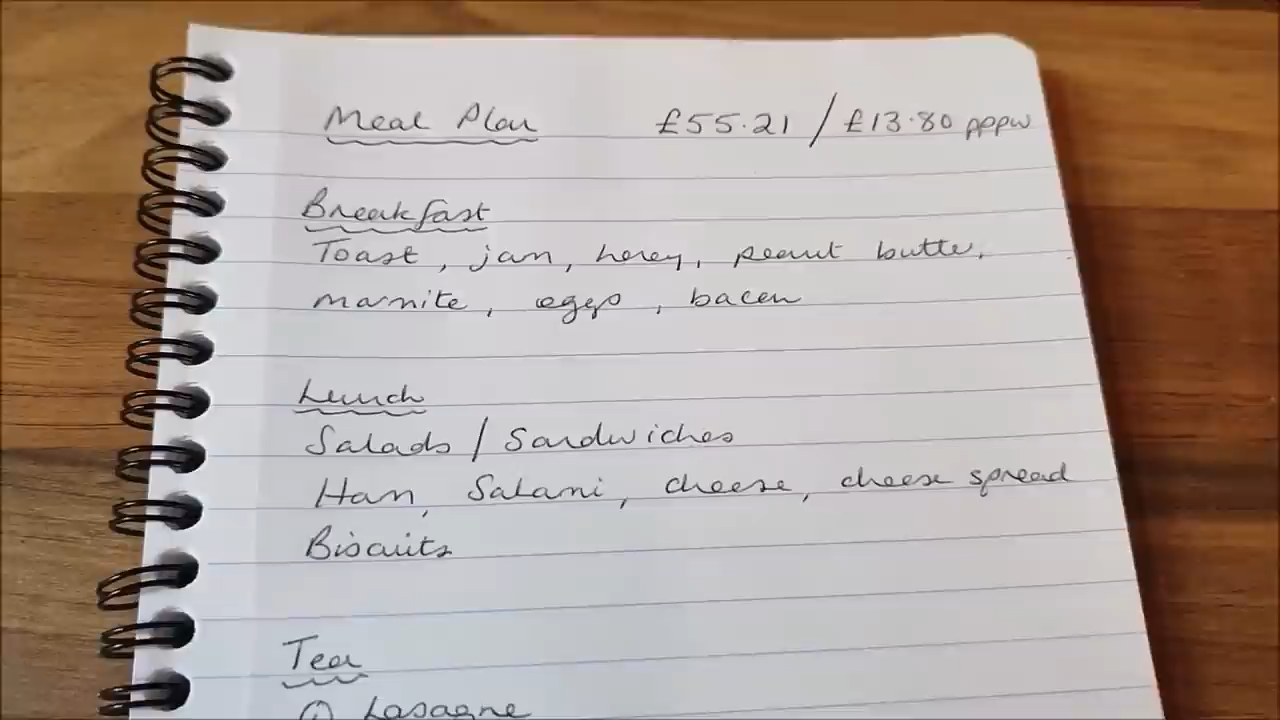 Meal Plan £55.21 / £13.80 pppw
Breakfast
Toast, jam, honey, peanut butter,
marmite, eggs, bacon
Lunch
Salads / Sandwiches
Ham, Salami, cheese, cheese spread
Biscuits
Tea
① Lasagne